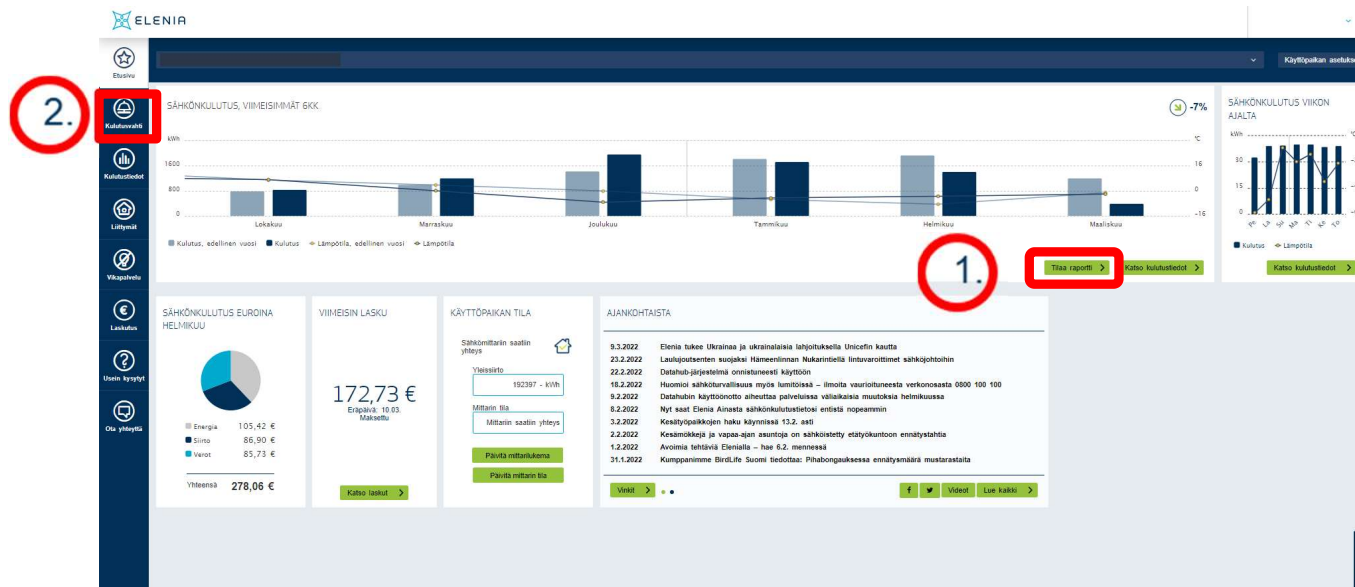 ELENIA
Etusivu
Käyttöpaikan asetukse
2.
Kulutusvahti
Kulutustiedot
Liittymät
Vikapalvelu
Laskutus
Usein kysytyt
Ota yhteyttä
SÄHKÖNKULUTUS, VIIMEISIMMÄT 6KK
-7%
kWh
°C
1600
16
800
0
0
-16
Lokakuu
Marraskuu
Joulukuu
Tammikuu
Helmikuu
Maaliskuu
Kulutus, edellinen vuosi
Kulutus
Lämpötila, edellinen vuosi
Lämpötila
1.
Tilaa raportti
Katso kulutustiedot
SÄHKÖNKULUTUS VIIKON
AJALTA
kWh
°C
30
15
0
Pe
La
Su
Ma
Ti
Ke
To
Kulutus
Lämpötila
Katso kulutustiedot
SÄHKÖNKULUTUS EUROINA
HELMIKUU
Energia 105,42 €
Siirto 86,90 €
Verot 85,73 €
Yhteensä 278,06 €
VIIMEISIN LASKU
172,73 €
Eräpäivä: 10.03.
Maksettu
Katso laskut
KÄYTTÖPAIKAN TILA
Sähkömittariin saatiin
yhteys
Yleissiirto
192397 - kWh
Mittarin tila
Mittariin saatiin yhteys
Päivitä mittarilukema
Päivitä mittarin tila
AJANKOHTAISTA
9.3.2022 Elenia tukee Ukrainaa ja ukrainalaisia lahjoituksella Unicefin kautta
23.2.2022 Laulujoutsenten suojaksi Hämeenlinnan Nukarintiellä lintuvaroittimet sähköjohtoihin
22.2.2022 Datahub-järjestelmä onnistuneesti käyttöön
18.2.2022 Huomioi sähköturvallisuus myös lumitöissä – ilmoita vaurioituneesta verkonosasta 0800 100 100
9.2.2022 Datahubin käyttöönotto aiheuttaa palveluissa väliaikaisia muutoksia helmikuussa
8.2.2022 Nyt saat Elenia Ainasta sähkönkulutustietosi entistä nopeammin
3.2.2022 Kesätyöpaikkojen haku käynnissä 13.2. asti
2.2.2022 Kesämökkejä ja vapaa-ajan asuntoja on sähköistetty etätyökuntoon ennätystahtia
1.2.2022 Avoimia tehtäviä Elenialla – hae 6.2. mennessä
31.1.2022 Kumppanimme BirdLife Suomi tiedottaa: Pihabongauksessa ennätysmäärä mustarastaita
Vinkit
Videot
Lue kaikki